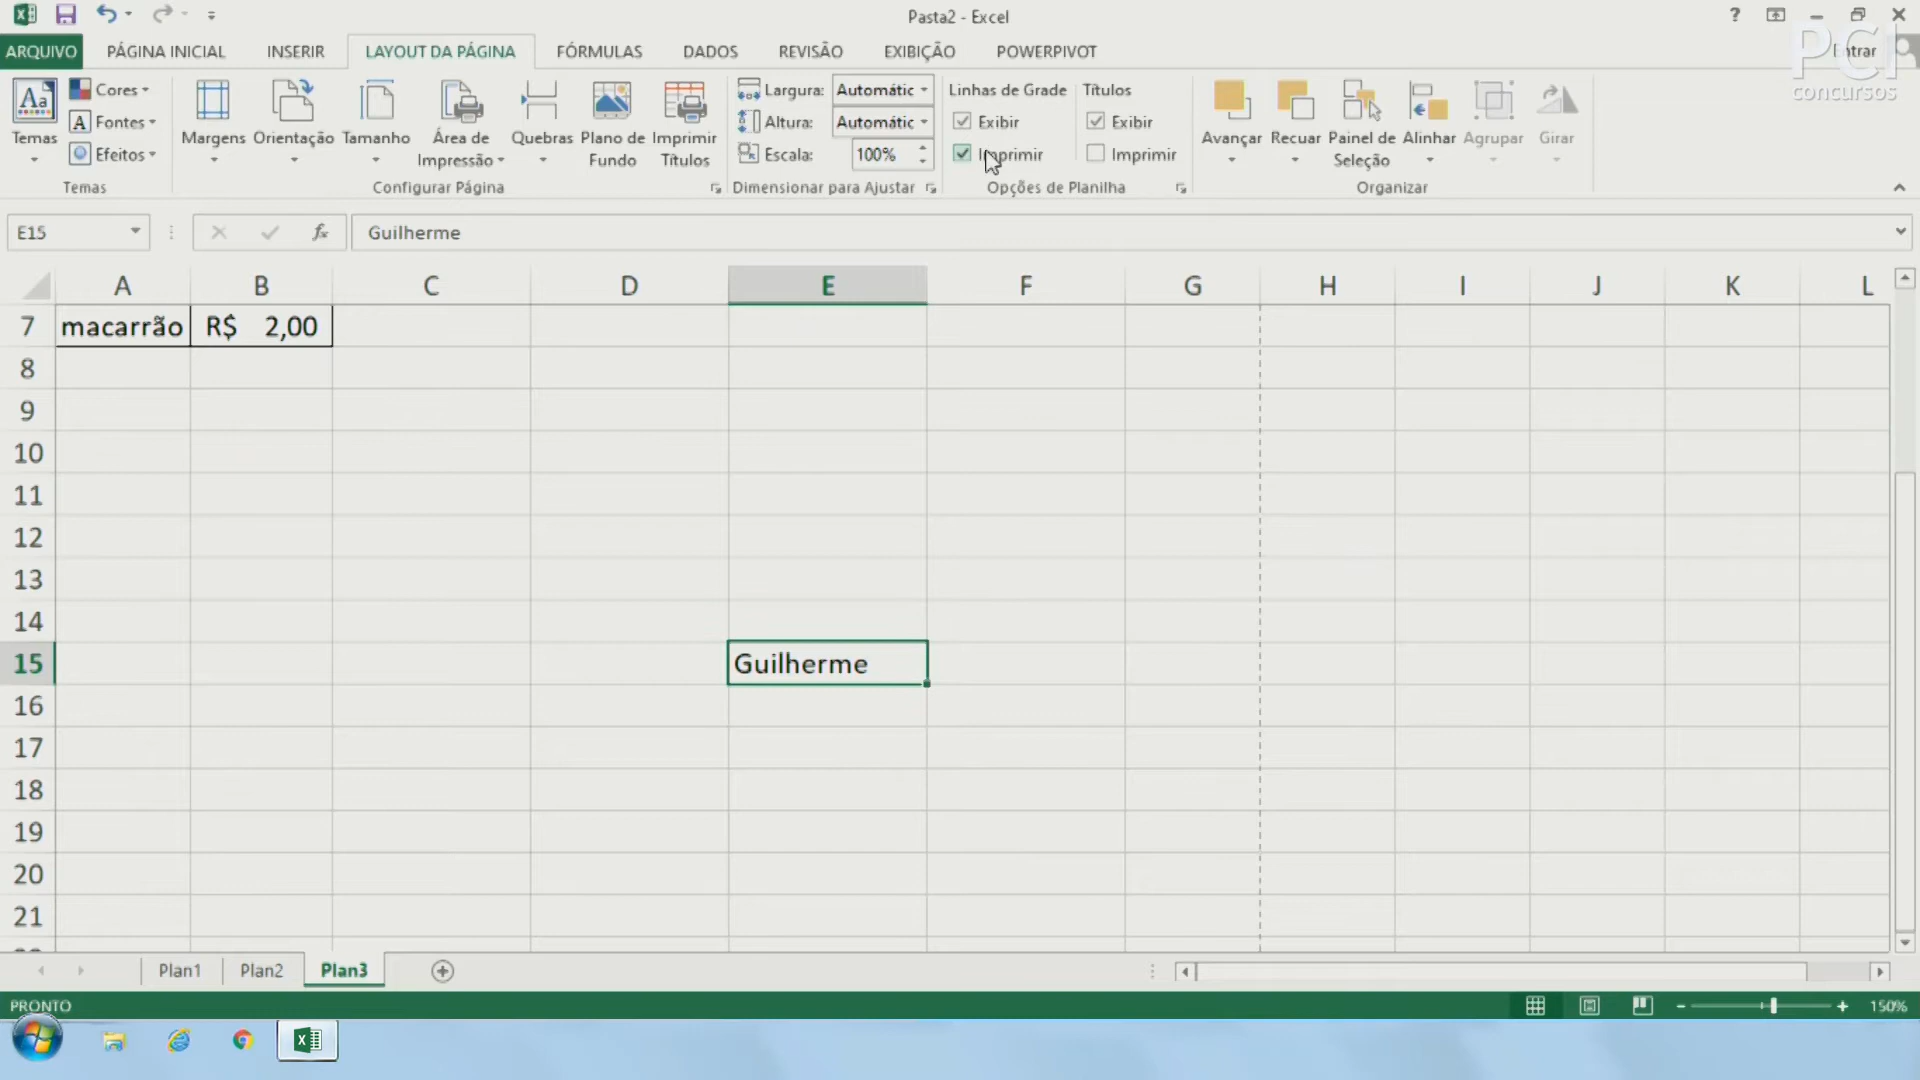 Pasta2 - Excel
?
PCI
concursos
ARQUIVO PÁGINA INICIAL INSERIR LAYOUT DA PÁGINA FÓRMULAS DADOS REVISÃO EXIBIÇÃO POWERPIVOT Entrar
Cores Largura: Automátic Linhas de Grade Títulos
Fontes Altura: Automátic Exibir Exibir
Temas Margens Orientação Tamanho Área de Quebras Plano de Imprimir Avançar Recuar Painel de Alinhar Agrupar Girar
Efeitos Impressão Fundo Títulos Escala: 100% Imprimir Imprimir Seleção
Temas Configurar Página Dimensionar para Ajustar Opções de Planilha Organizar
E15 fx Guilherme
A B C D E F G H I J K L
7 macarrão R$ 2,00
8
9
10
11
12
13
14
15 Guilherme
16
17
18
19
20
21
Plan1 Plan2 Plan3
PRONTO 150%